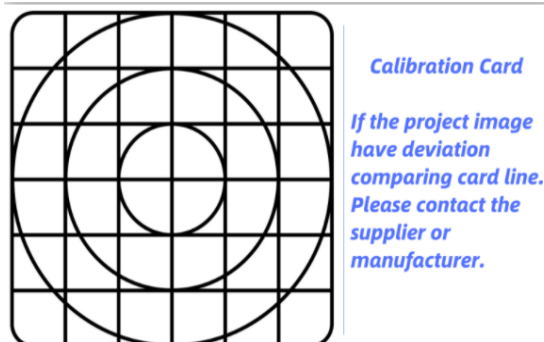 Calibration Card
If the project image
have deviation
comparing card line.
Please contact the
supplier or
manufacturer.